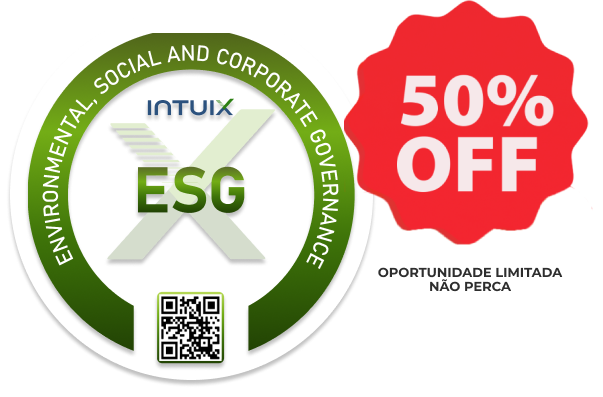 ENVIRONMENTAL, SOCIAL AND CORPORATE GOVERNANCE
INTUIX
ESG
50%
OFF
OPORTUNIDADE LIMITADA
NÃO PERCA